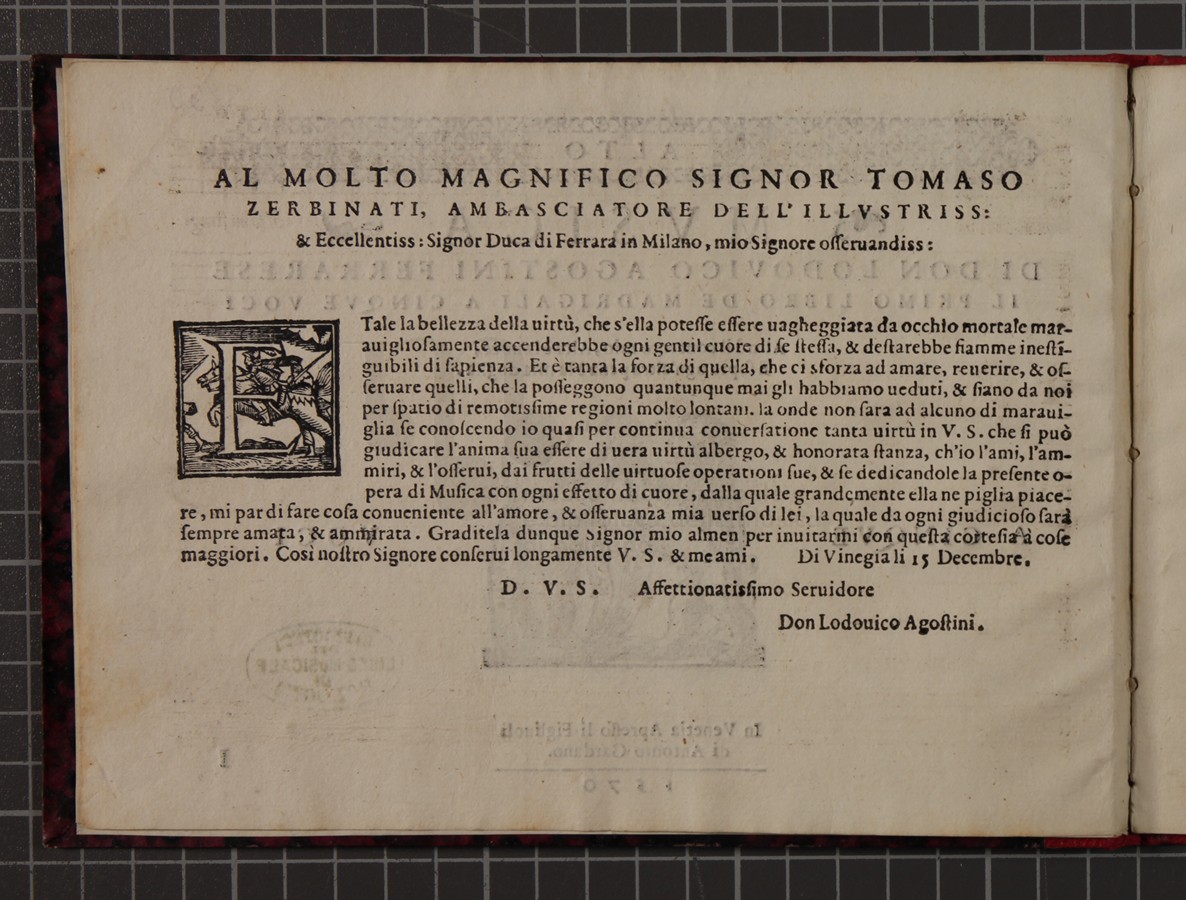 AL MOLTO MAGNIFICO SIGNOR TOMASO
ZERBINATI, AMBASCIATORE DELL'ILLVSTRISS:
& Eccellentiss: Signor Duca di Ferrara in Milano, mio Signore oſſeruandiss:
E Tale la bellezza della uirtù, che s'ella poteſſe eſſere uagheggiata da occhio mortale mar-
auiglioſamente accenderebbe ogni gentil cuore di ſe ſteſſa, & deſtarebbe fiamme ineſti-
guibili di ſapienza. Et è tanta la forza di quella, che ci sforza ad amare, reuerire, & oſ-
ſeruare quelli, che la poſſeggono quantunque mai gli habbiamo ueduti, & ſiano da noi
per ſpatio di remotisſime regioni molto lontani. la onde non ſara ad alcuno di maraui-
glia ſe conoſcendo io quaſi per continua conuerſatione tanta uirtù in V. S. che ſi può
giudicare l'anima ſua eſſere di uera uirtù albergo, & honorata ſtanza, ch'io l'ami, l'am-
miri, & l'oſſerui, dai frutti delle uirtuoſe operationi ſue, & ſe dedicandole la preſente o-
pera di Muſica con ogni effetto di cuore, dalla quale grandemente ella ne piglia piace-
re, mi par di fare coſa conueniente all'amore, & oſſeruanza mia uerſo di lei, la quale da ogni giudicioſo ſarà
ſempre amata, & ammirata. Graditela dunque Signor mio almen per inuitarmi con queſta corteſia à coſe
maggiori. Così noſtro Signore conſerui longamente V. S. & me ami. Di Vinegia li 15 Decembre.
D. V. S. Affettionatisſimo Seruidore
Don Lodouico Agoſtini.